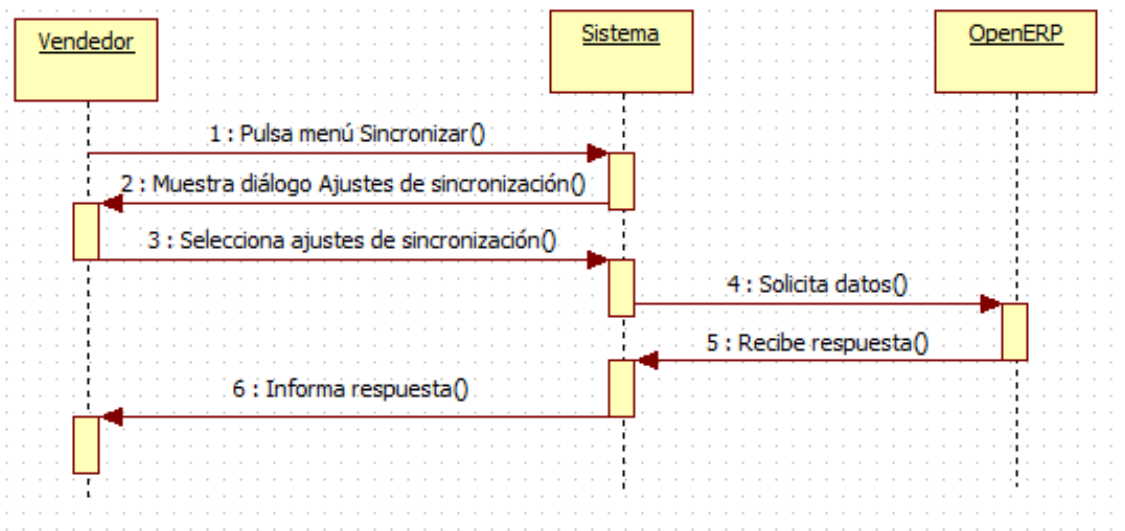 Vendedor
Sistema
OpenERP
1 : Pulsa menú Sincronizar()
2 : Muestra diálogo Ajustes de sincronización()
3 : Selecciona ajustes de sincronización()
4 : Solicita datos()
5 : Recibe respuesta()
6 : Informa respuesta()